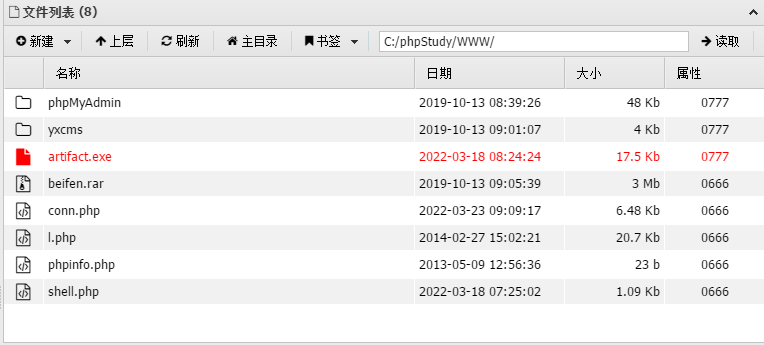 文件列表 (8)
新建 上层 刷新 主目录 书签 C:/phpStudy/WWW/ 读取
名称 日期 大小 属性
phpMyAdmin 2019-10-13 08:39:26 48 Kb 0777
yxcms 2019-10-13 09:01:07 4 Kb 0777
artifact.exe 2022-03-18 08:24:24 17.5 Kb 0777
beifen.rar 2019-10-13 09:05:39 3 Mb 0666
conn.php 2022-03-23 09:09:17 6.48 Kb 0666
l.php 2014-02-27 15:02:21 20.7 Kb 0666
phpinfo.php 2013-05-09 12:56:36 23 b 0666
shell.php 2022-03-18 07:25:02 1.09 Kb 0666